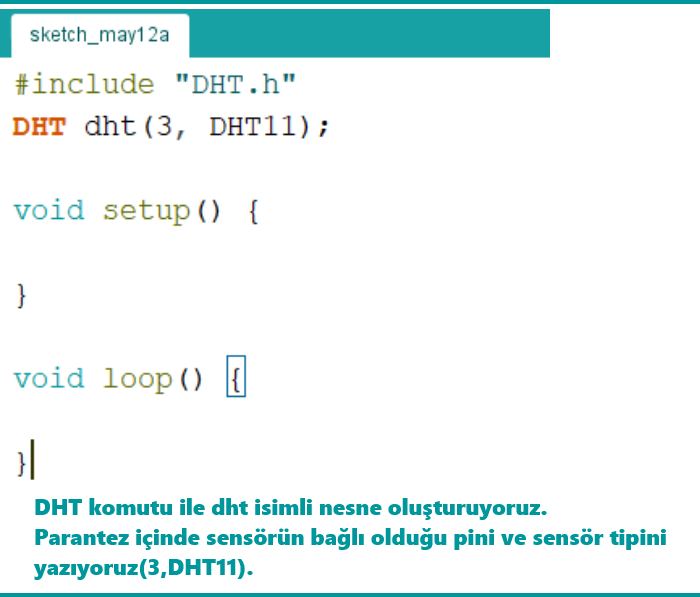 sketch_may12a
#include "DHT.h"
DHT dht(3, DHT11);
void setup() {
}
void loop() {
}
DHT komutu ile dht isimli nesne oluşturuyoruz.
Parantez içinde sensörün bağlı olduğu pini ve sensör tipini
yazıyoruz(3,DHT11).